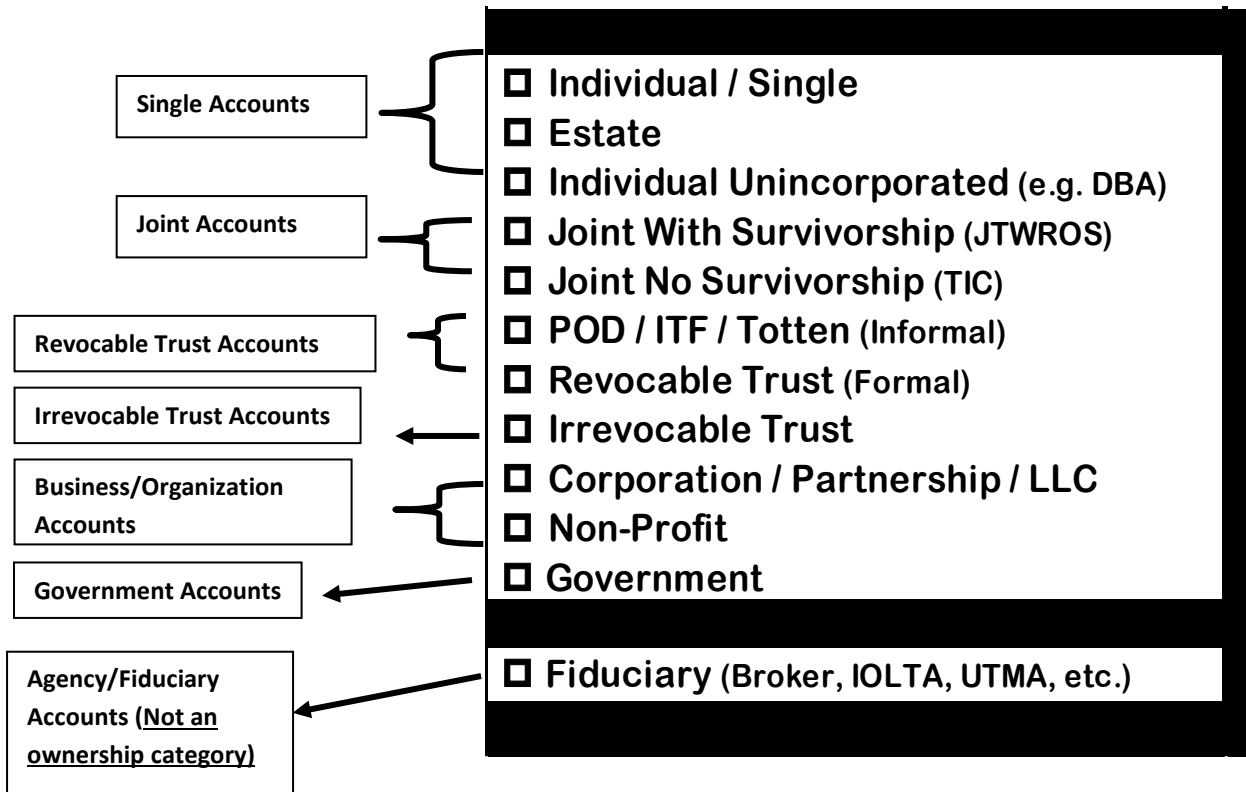 Single Accounts
Joint Accounts
Revocable Trust Accounts
Irrevocable Trust Accounts
Business/Organization
Accounts
Government Accounts
Agency/Fiduciary
Accounts (Not an
ownership category)
Individual / Single
Estate
Individual Unincorporated (e.g. DBA)
Joint With Survivorship (JTWROS)
Joint No Survivorship (TIC)
POD / ITF / Totten (Informal)
Revocable Trust (Formal)
Irrevocable Trust
Corporation / Partnership / LLC
Non-Profit
Government
Fiduciary (Broker, IOLTA, UTMA, etc.)